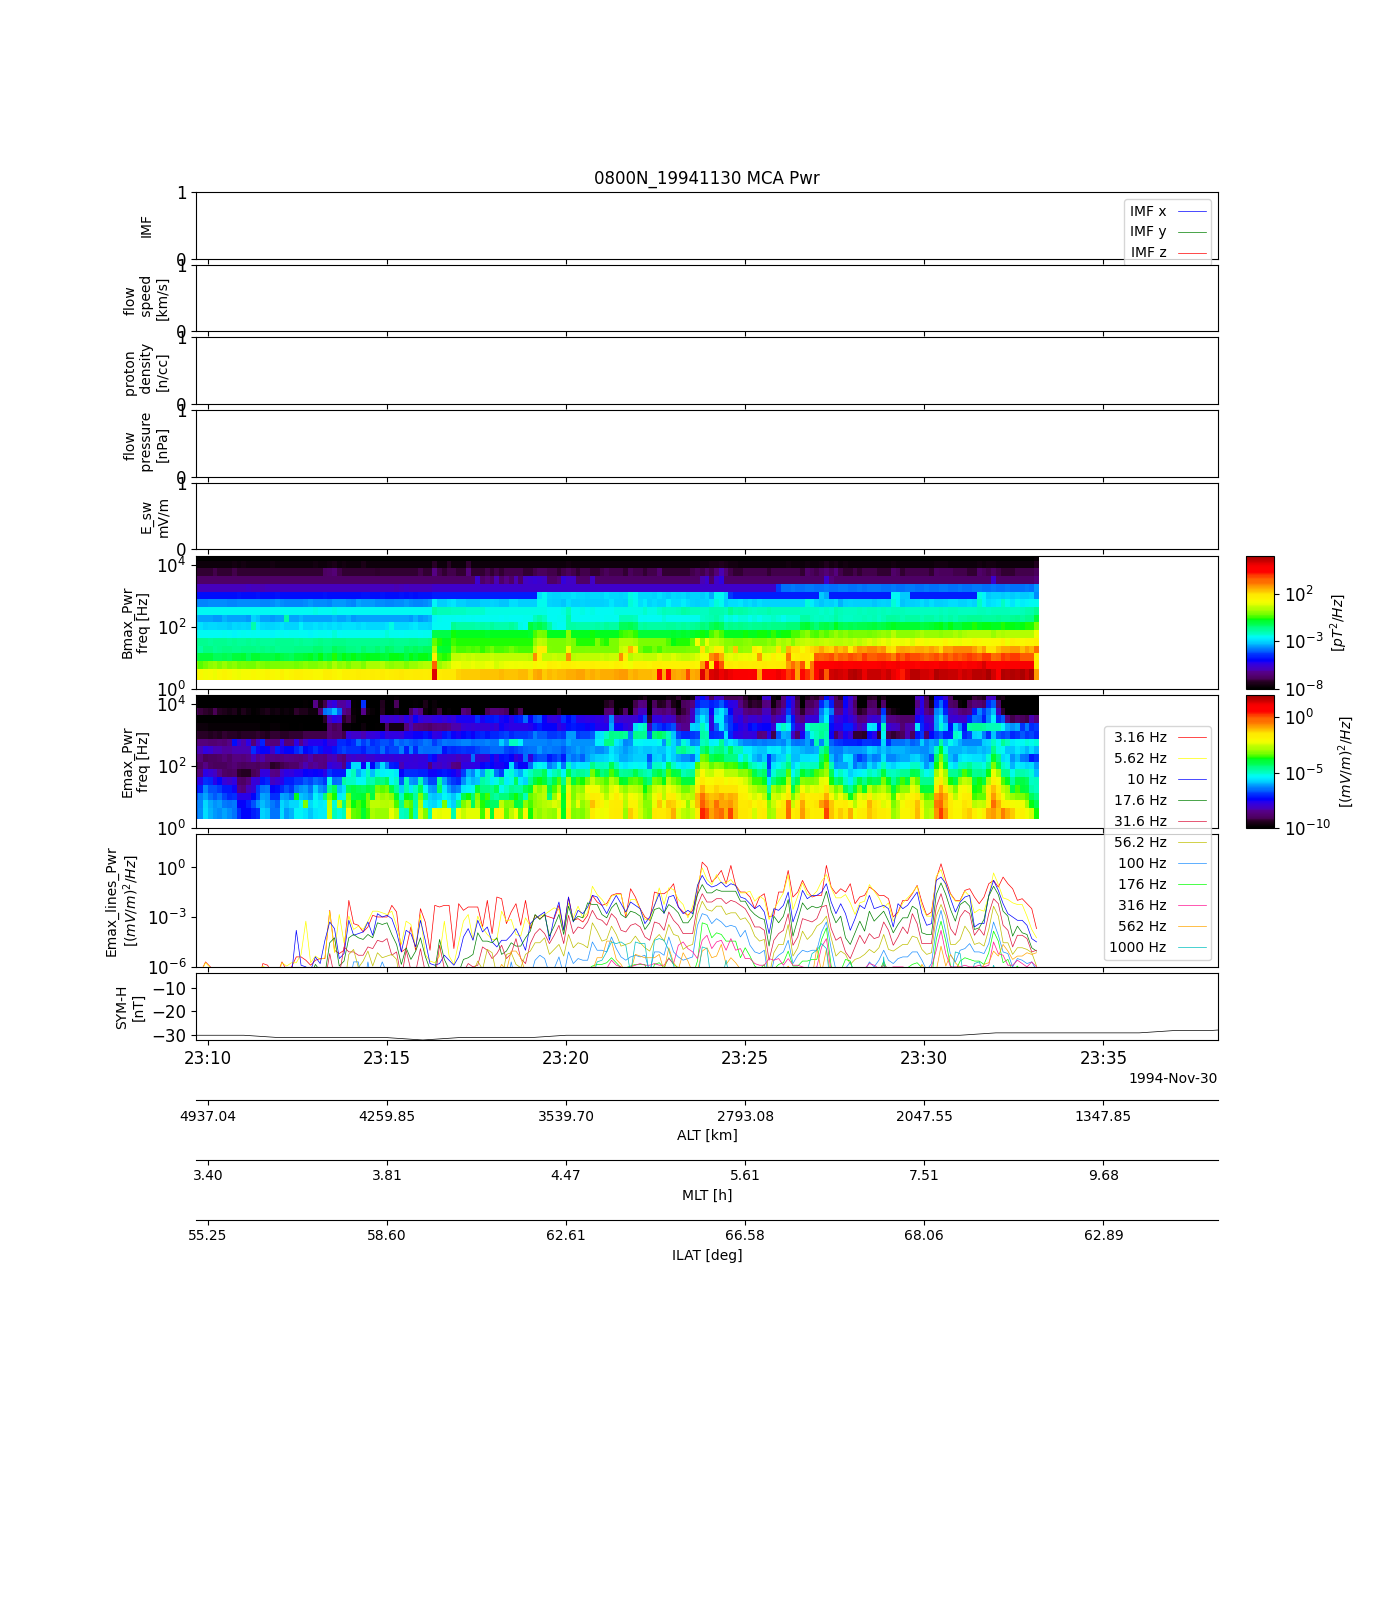 0800N_19941130 MCA Pwr
1
IMF
0
IMF x
IMF y
IMF z
1
flow
speed
[km/s]
0
1
proton
density
[n/cc]
0
1
flow
pressure
[nPa]
0
1
E_sw
mV/m
0
10^4
Bmax_Pwr
freq [Hz]
10^2
10^0
10^2
10^-3
10^-8
[pT^2/Hz]
10^4
Emax_Pwr
freq [Hz]
10^2
10^0
10^0
10^-5
10^-10
[(mV/m)^2/Hz]
3.16 Hz
5.62 Hz
10 Hz
17.6 Hz
31.6 Hz
56.2 Hz
100 Hz
176 Hz
316 Hz
562 Hz
1000 Hz
Emax_lines_Pwr
[(mV/m)^2/Hz]
10^0
10^-3
10^-6
SYM-H
[nT]
−10
−20
−30
23:10 23:15 23:20 23:25 23:30 23:35
1994-Nov-30
4937.04 4259.85 3539.70 2793.08 2047.55 1347.85
ALT [km]
3.40 3.81 4.47 5.61 7.51 9.68
MLT [h]
55.25 58.60 62.61 66.58 68.06 62.89
ILAT [deg]